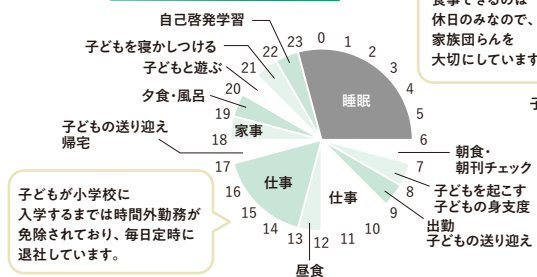 食事できるのは
休日のみなので、
家族団らんを
大切にしています
自己啓発学習
子どもを寝かしつける
子どもと遊ぶ
夕食・風呂
家事
子どもの送り迎え
帰宅
仕事
睡眠
仕事
昼食
朝食・
朝刊チェック
子どもを起こす
子どもの身支度
出勤
子どもの送り迎え
0
1
2
3
4
5
6
7
8
9
10
11
12
13
14
15
16
17
18
19
20
21
22
23
子どもが小学校に
入学するまでは時間外勤務が
免除されており、毎日定時に
退社しています。